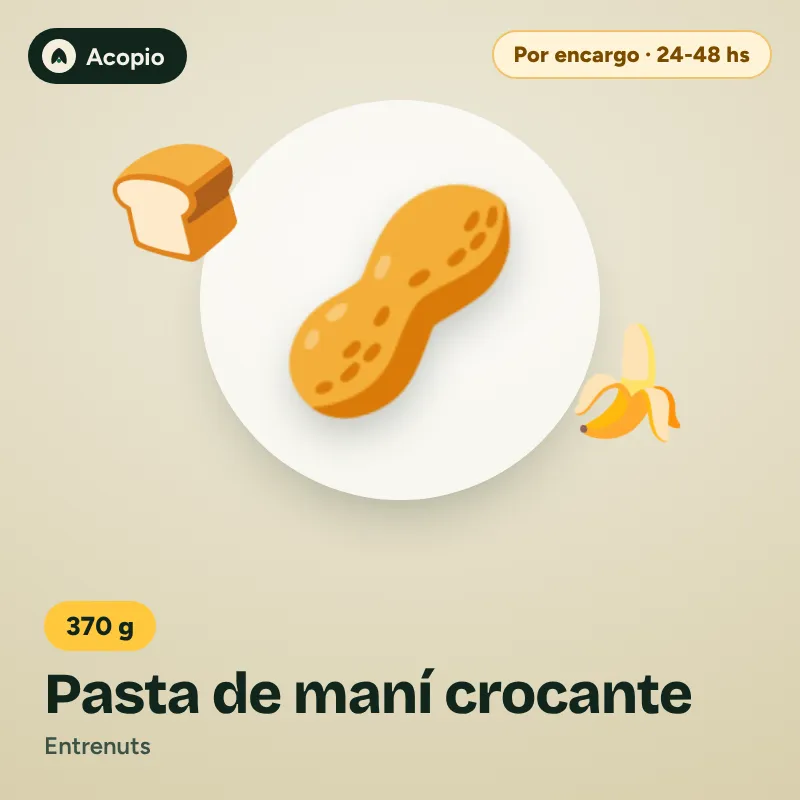 Acopio
Por encargo · 24-48 hs
370 g
Pasta de maní crocante
Entrenuts